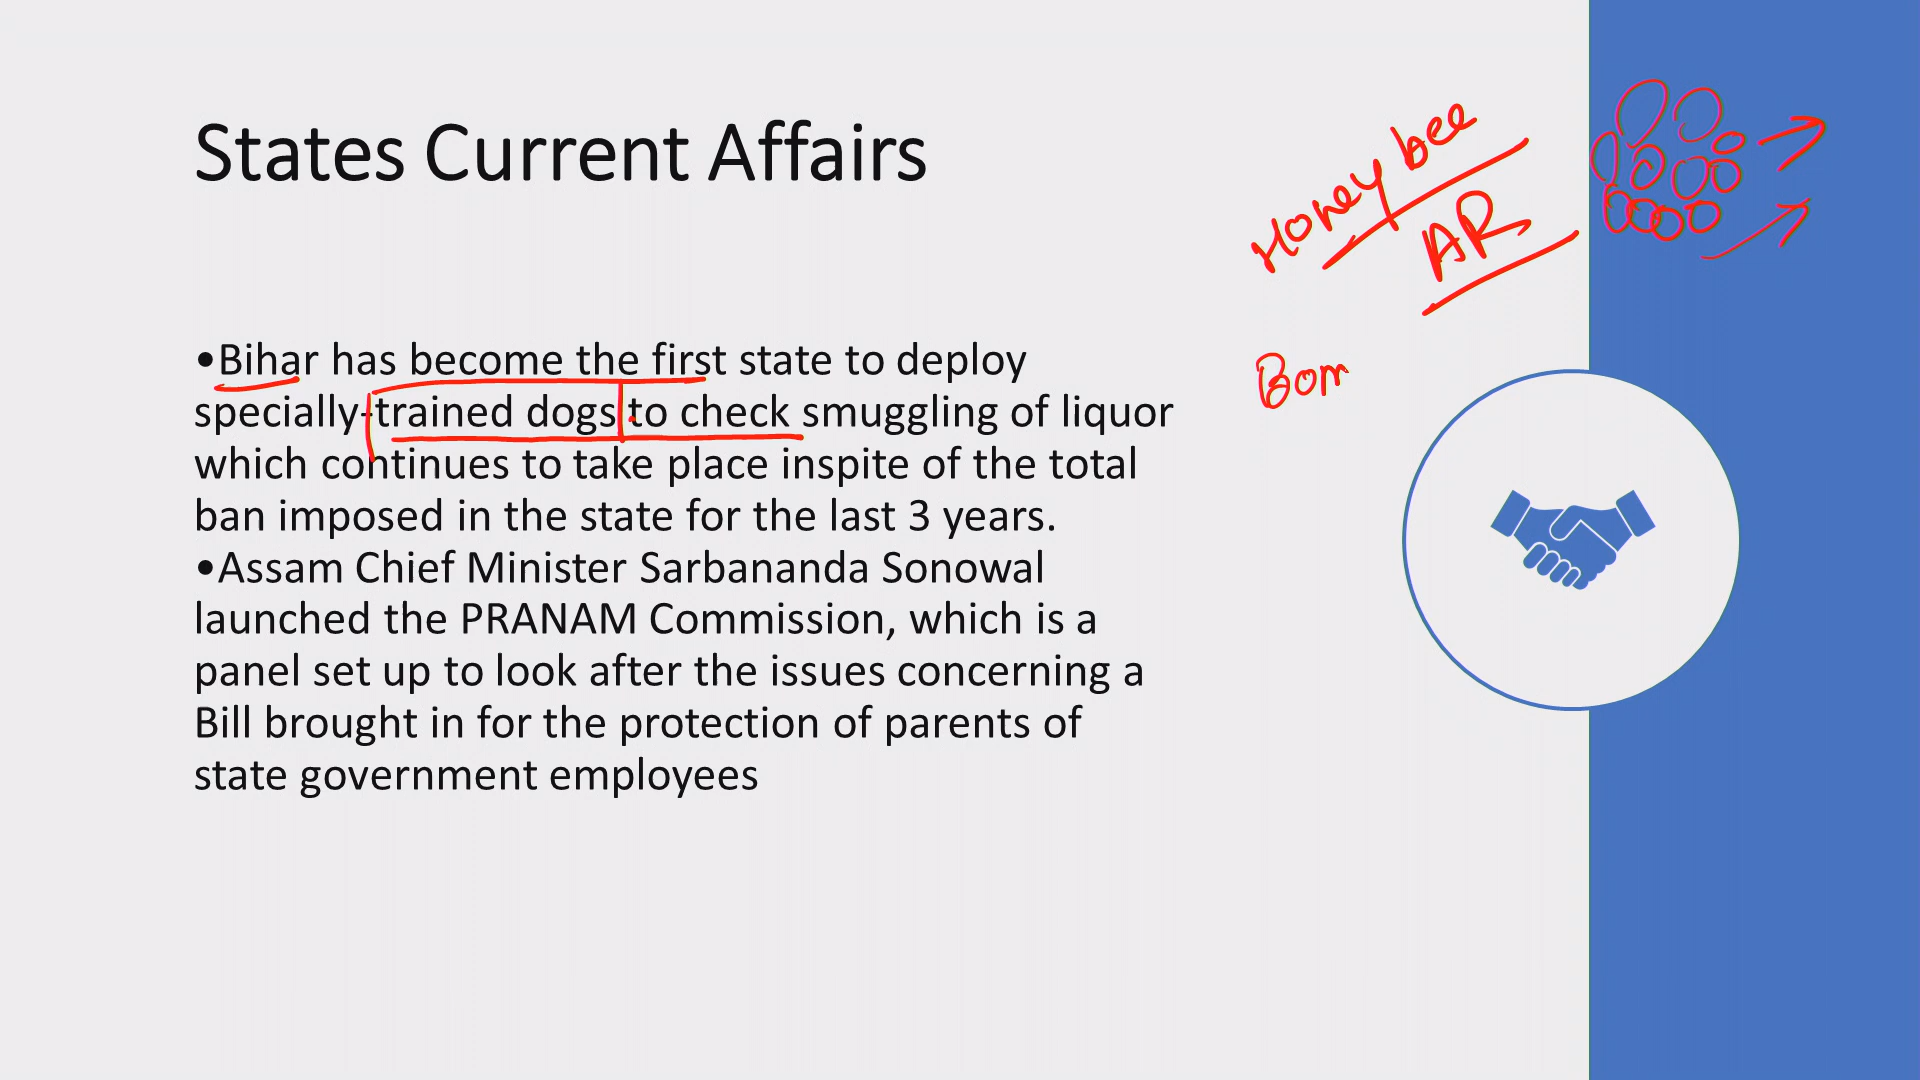 States Current Affairs
Honey bee
AR
•Bihar has become the first state to deploy
specially-trained dogs to check smuggling of liquor
which continues to take place inspite of the total
ban imposed in the state for the last 3 years.
•Assam Chief Minister Sarbananda Sonowal
launched the PRANAM Commission, which is a
panel set up to look after the issues concerning a
Bill brought in for the protection of parents of
state government employees
Bom